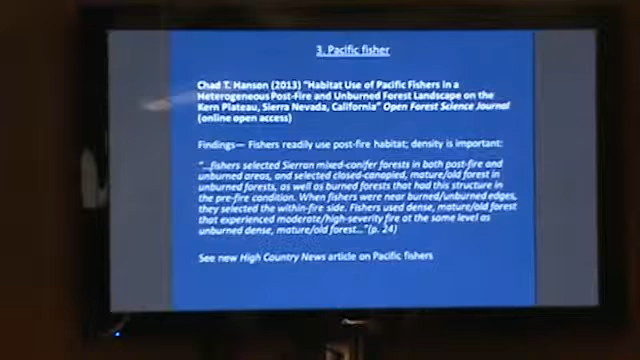 3. Pacific fisher
Chad T. Hanson (2013) "Habitat Use of Pacific Fishers in a
Heterogeneous Post-Fire and Unburned Forest Landscape on the
Kern Plateau, Sierra Nevada, California" Open Forest Science Journal
(online open access)
Findings— Fishers readily use post-fire habitat; density is important:
"…fishers selected Sierran mixed-conifer forests in both post-fire and
unburned areas, and selected closed-canopied, mature/old forest in
unburned forests, as well as burned forests that had this structure in
the pre-fire condition. When fishers were near burned/unburned edges,
they selected the within-fire side. Fishers used dense, mature/old forest
that experienced moderate/high-severity fire at the same level as
unburned dense, mature/old forest…"(p. 24)
See new High Country News article on Pacific fishers